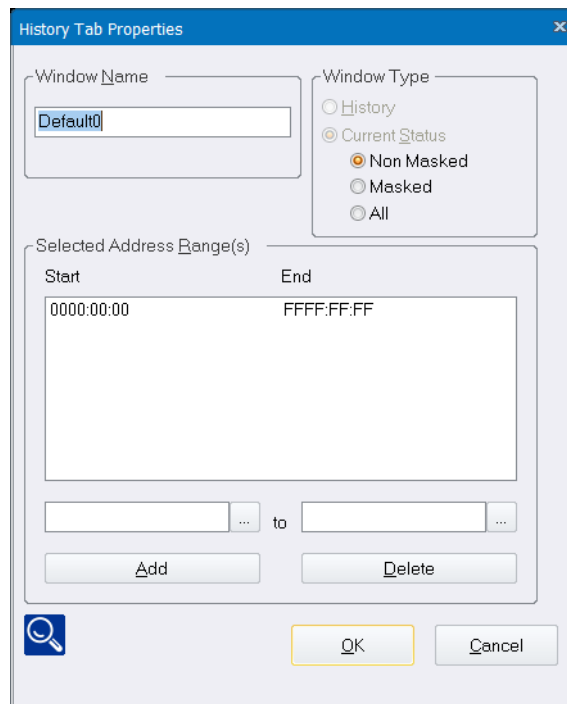 History Tab Properties
Window Name
Default0
Window Type
History
Current Status
Non Masked
Masked
All
Selected Address Range(s)
Start End
0000:00:00 FFFF:FF:FF
... to ...
Add Delete
OK Cancel